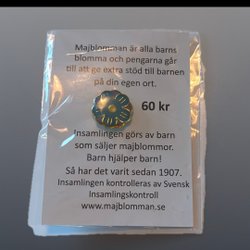 Majblomman är alla barns
blomma och pengarna går
till att ge extra stöd till barnen
på din egen ort.
60 kr
Insamlingen görs av barn
som säljer majblommor.
Barn hjälper barn!
Så har det varit sedan 1907.
Insamlingen kontrolleras av Svensk
Insamlingskontroll
www.majblomman.se